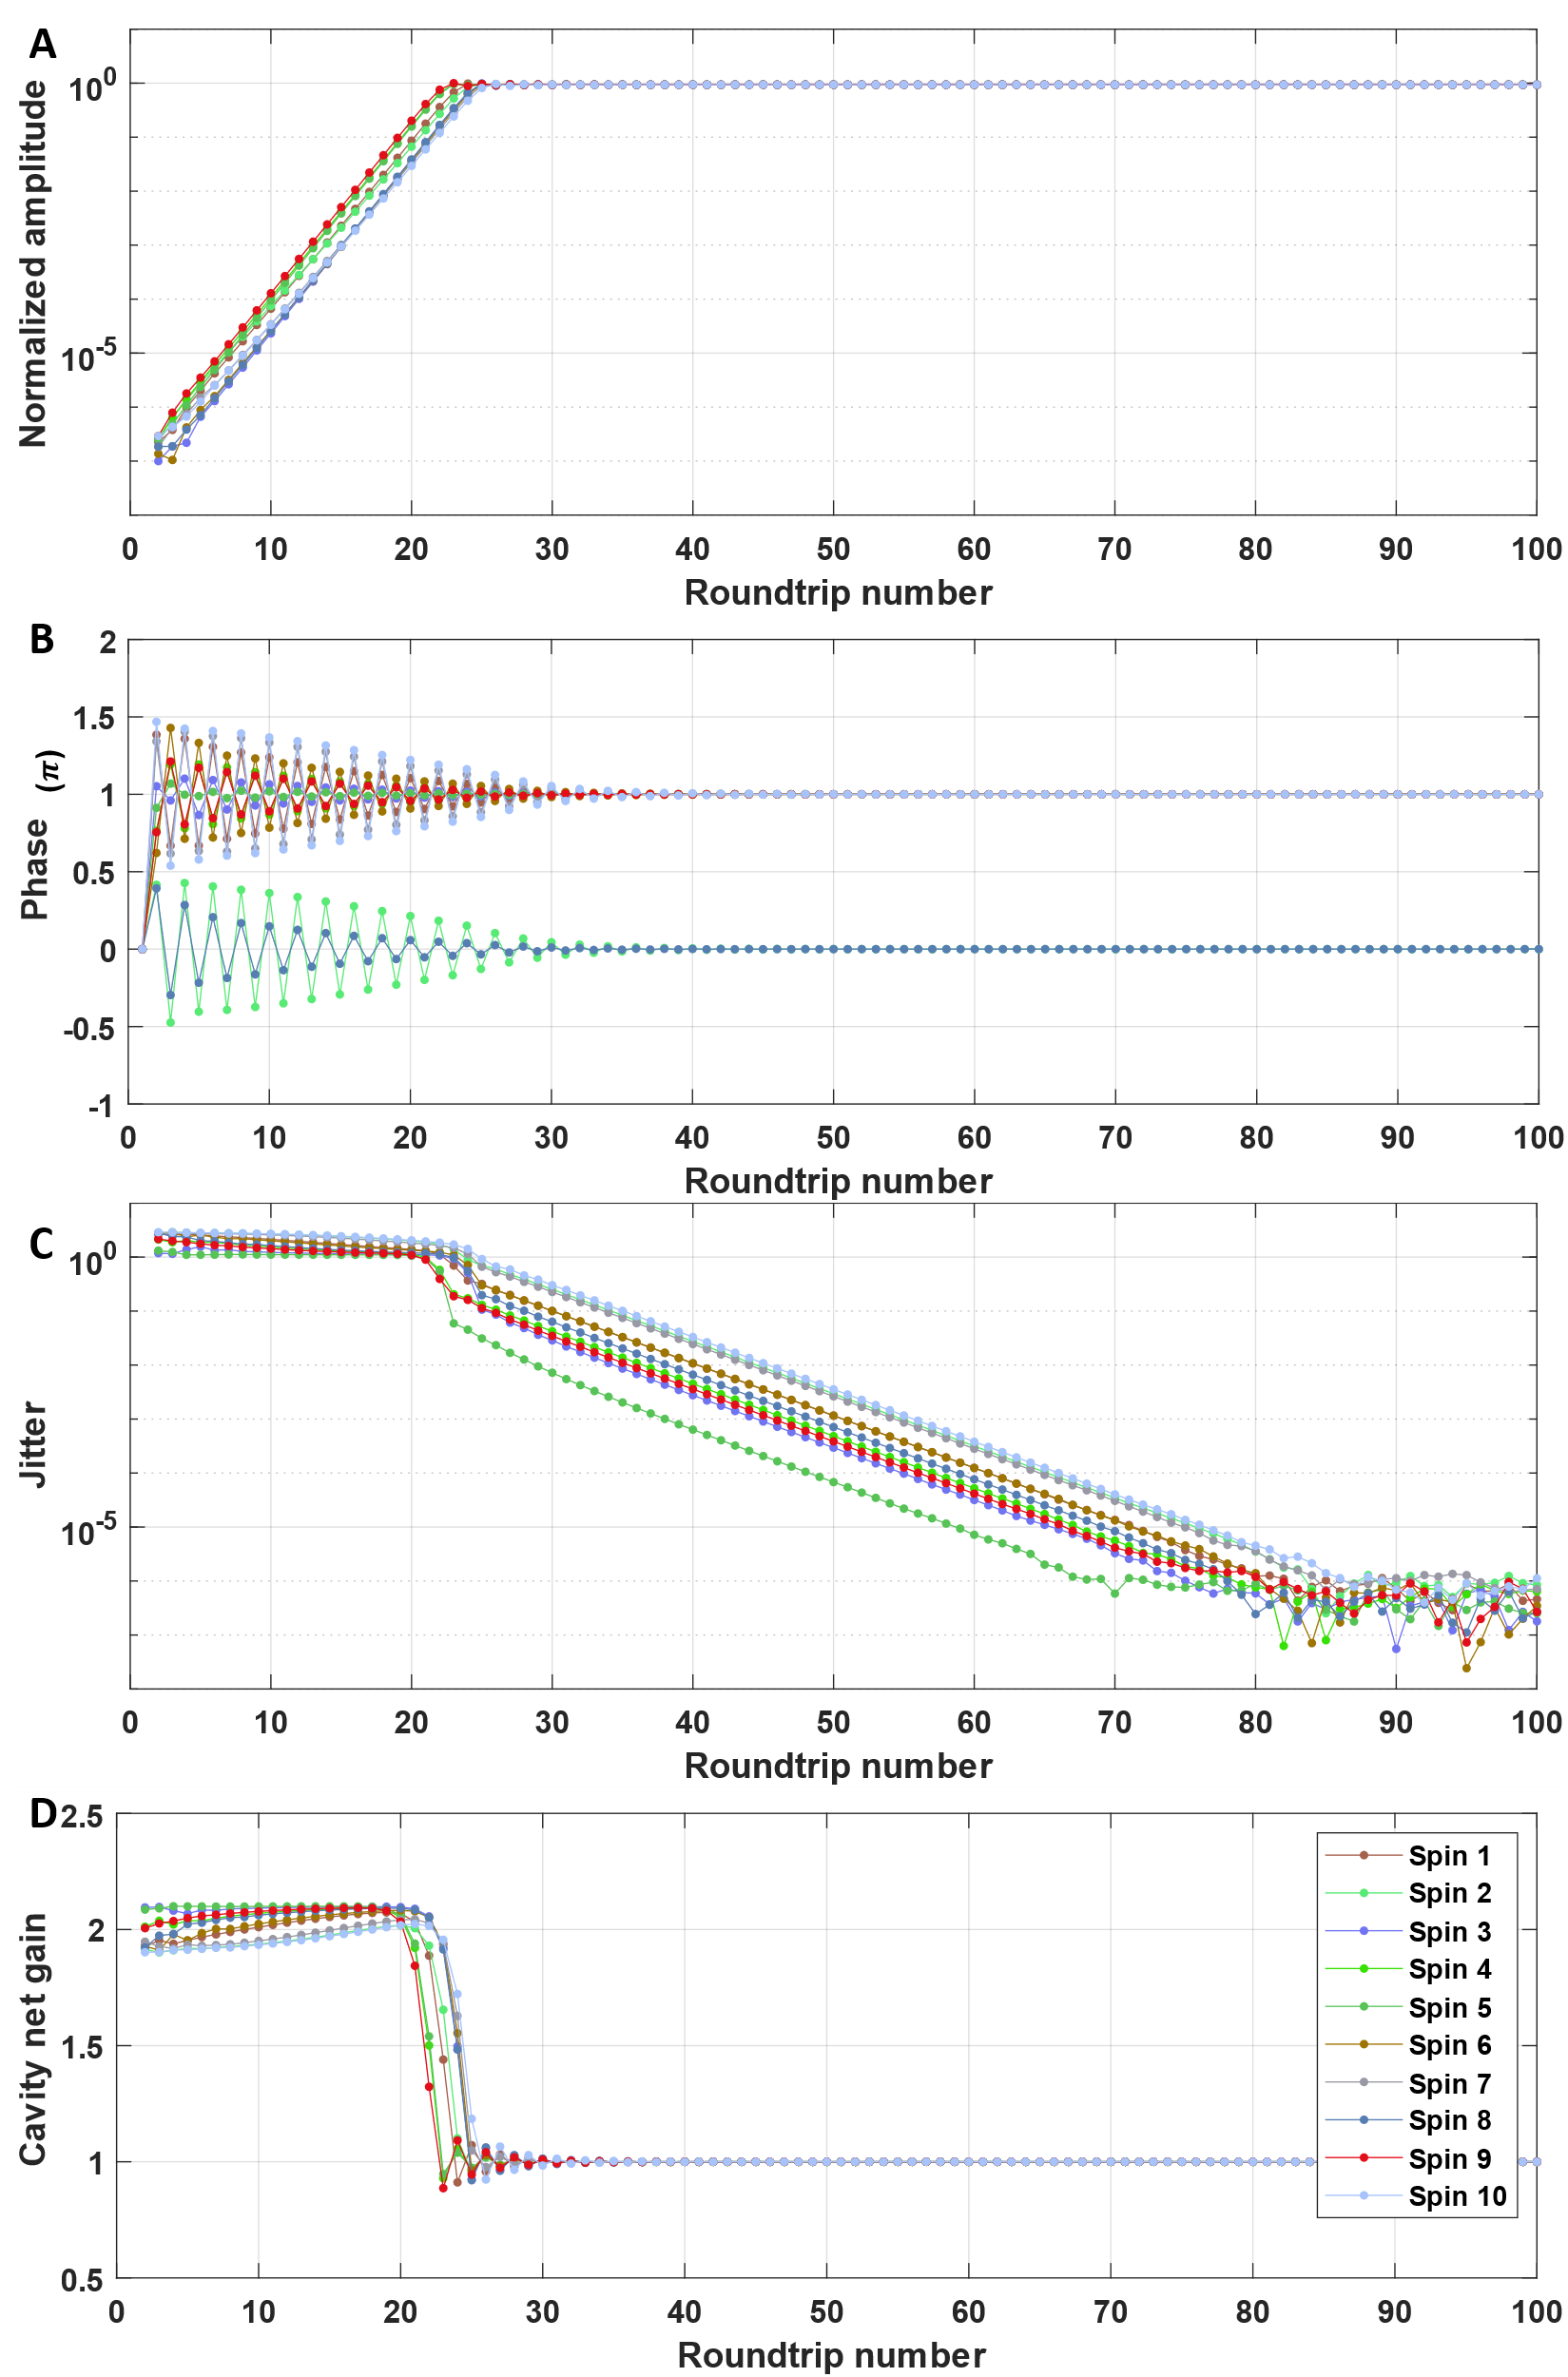 A
Normalized amplitude
10^0
10^-5
0 10 20 30 40 50 60 70 80 90 100
Roundtrip number
B
Phase (π)
2
1.5
1
0.5
0
-0.5
-1
0 10 20 30 40 50 60 70 80 90 100
Roundtrip number
C
Jitter
10^0
10^-5
0 10 20 30 40 50 60 70 80 90 100
Roundtrip number
D
Cavity net gain
2.5
2
1.5
1
0.5
Spin 1
Spin 2
Spin 3
Spin 4
Spin 5
Spin 6
Spin 7
Spin 8
Spin 9
Spin 10
0 10 20 30 40 50 60 70 80 90 100
Roundtrip number